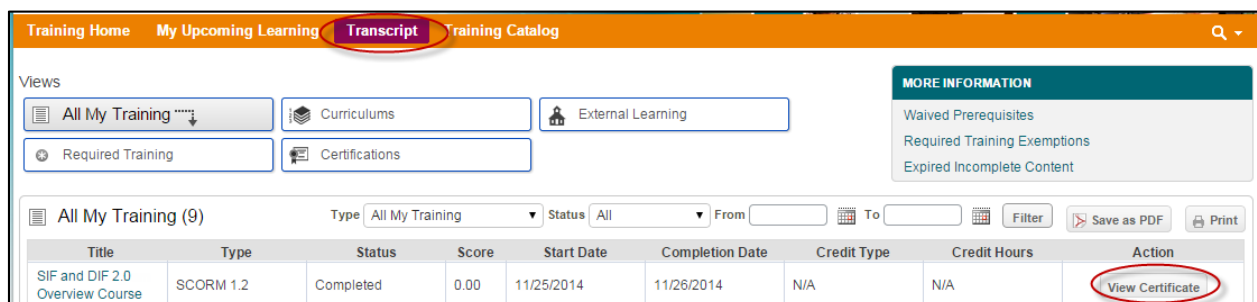 Training Home My Upcoming Learning Transcript Training Catalog
Views
All My Training
Curriculums
External Learning
Required Training
Certifications
MORE INFORMATION
Waived Prerequisites
Required Training Exemptions
Expired Incomplete Content
All My Training (9) Type All My Training Status All From To Filter Save as PDF Print
Title Type Status Score Start Date Completion Date Credit Type Credit Hours Action
SIF and DIF 2.0
Overview Course SCORM 1.2 Completed 0.00 11/25/2014 11/26/2014 N/A N/A View Certificate